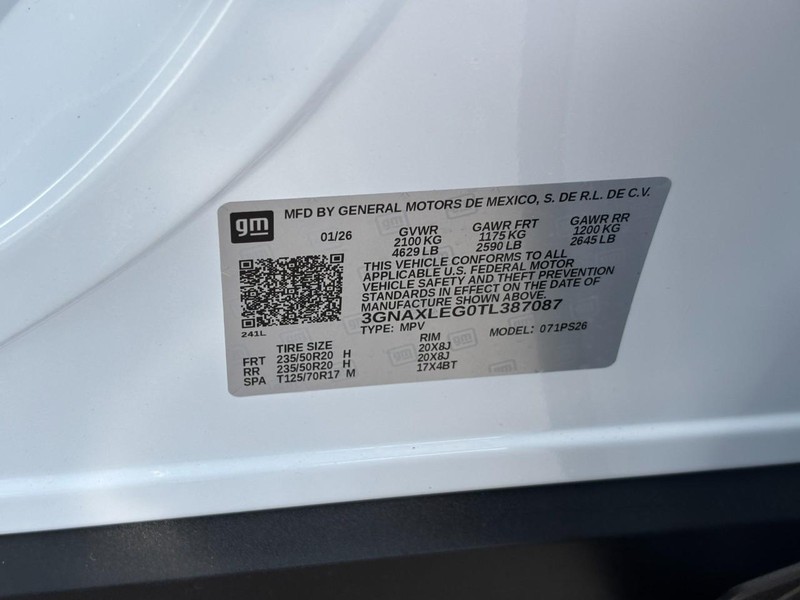 gm MFD BY GENERAL MOTORS DE MEXICO, S. DE R.L. DE C.V.
01/26 GVWR GAWR FRT GAWR RR
2100 KG 1175 KG 1200 KG
4629 LB 2590 LB 2645 LB
THIS VEHICLE CONFORMS TO ALL
APPLICABLE U.S. FEDERAL MOTOR
VEHICLE SAFETY AND THEFT PREVENTION
STANDARDS IN EFFECT ON THE DATE OF
MANUFACTURE SHOWN ABOVE.
3GNAXLEG0TL387087
241L
TYPE: MPV MODEL: 071PS26
TIRE SIZE RIM
FRT 235/50R20 H 20X8J
RR 235/50R20 H 20X8J
SPA T125/70R17 M 17X4BT